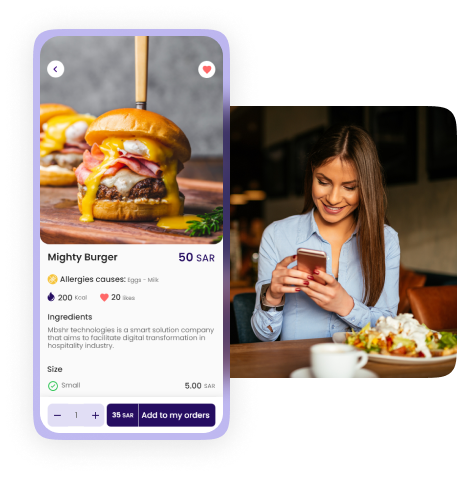 Mighty Burger 50 SAR
Allergies causes: Eggs - Milk
200 Kcal 20 likes
Ingredients
Mbshr technologies is a smart solution company
that aims to facilitate digital transformation in
hospitality industry.
Size
Small 5.00 SAR
− 1 + 35 SAR Add to my orders